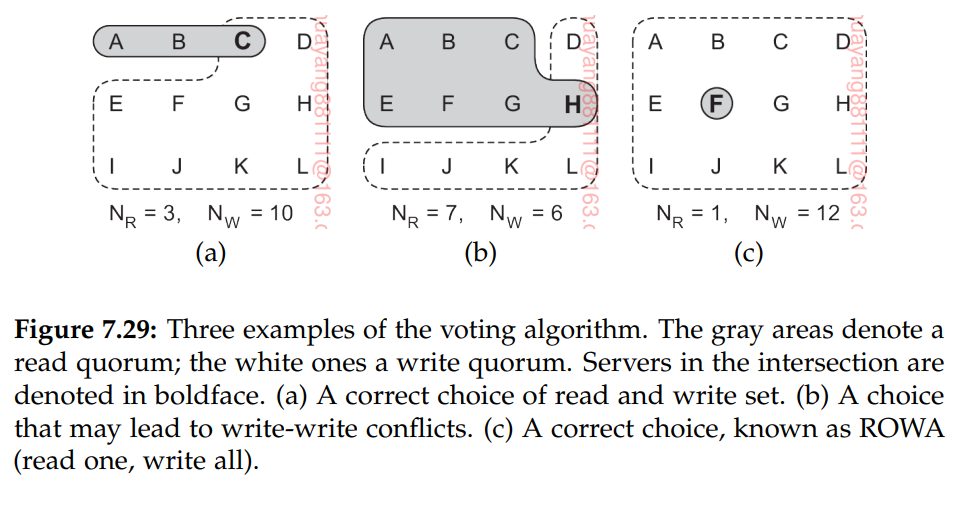 A B C D
E F G H
I J K L
N_R = 3, N_W = 10
(a)
A B C D
E F G H
I J K L
N_R = 7, N_W = 6
(b)
A B C D
E F G H
I J K L
N_R = 1, N_W = 12
(c)
Figure 7.29: Three examples of the voting algorithm. The gray areas denote a
read quorum; the white ones a write quorum. Servers in the intersection are
denoted in boldface. (a) A correct choice of read and write set. (b) A choice
that may lead to write-write conflicts. (c) A correct choice, known as ROWA
(read one, write all).